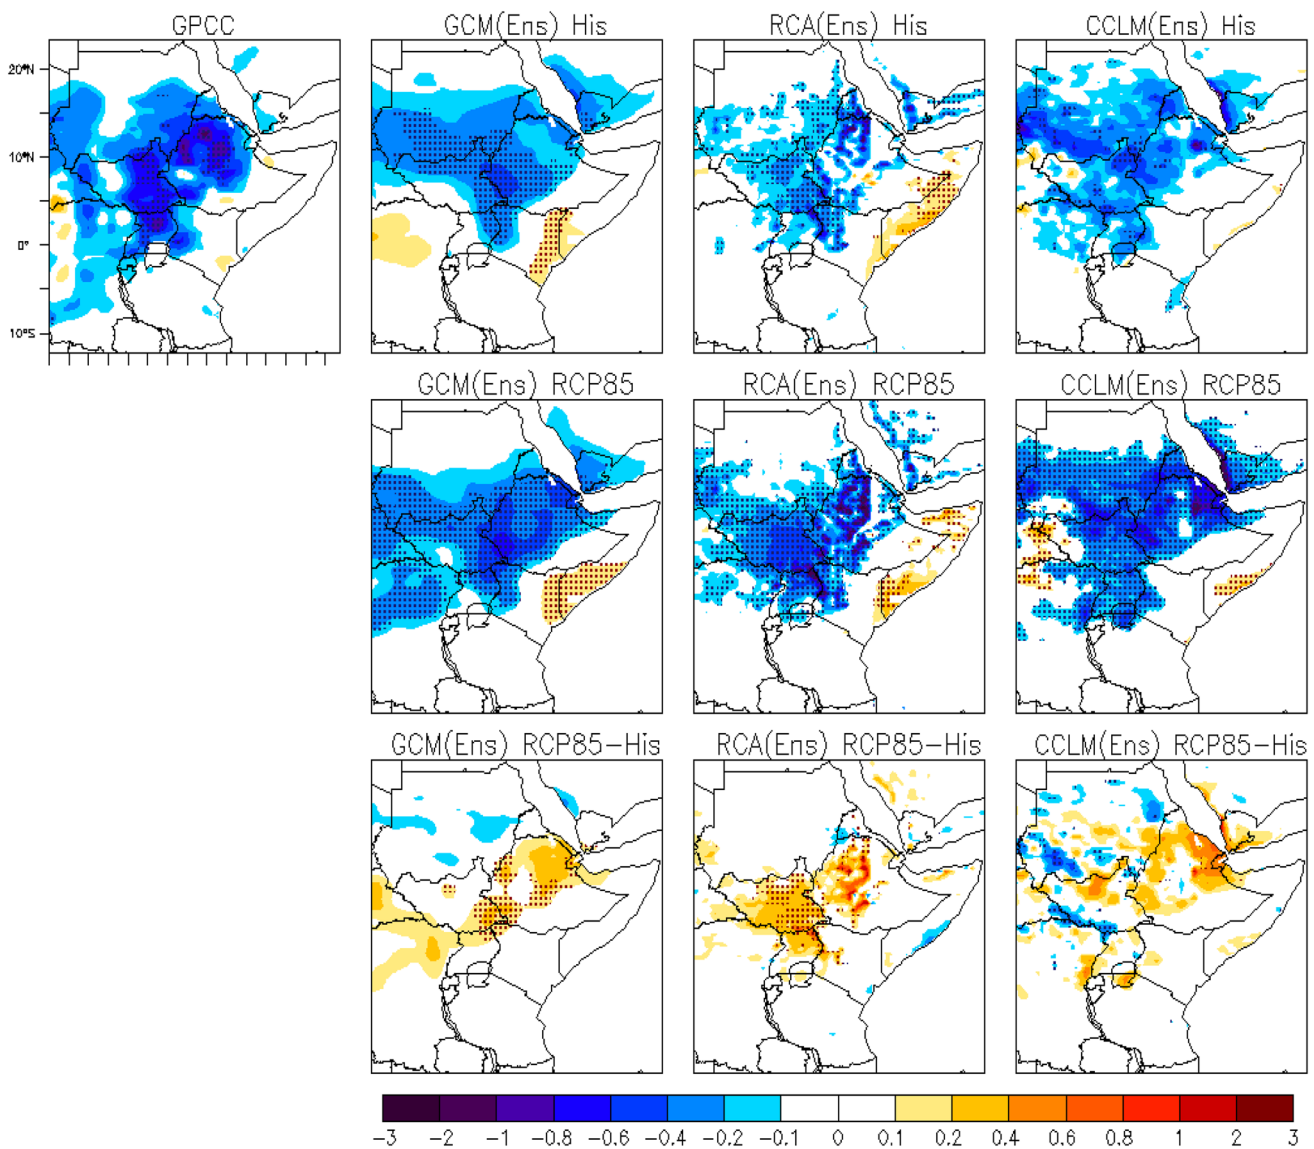 GPCC GCM(Ens) His RCA(Ens) His CCLM(Ens) His
20°N
10°N
0°
10°S
GCM(Ens) RCP85 RCA(Ens) RCP85 CCLM(Ens) RCP85
GCM(Ens) RCP85-His RCA(Ens) RCP85-His CCLM(Ens) RCP85-His
-3 -2 -1 -0.8 -0.6 -0.4 -0.2 -0.1 0 0.1 0.2 0.4 0.6 0.8 1 2 3